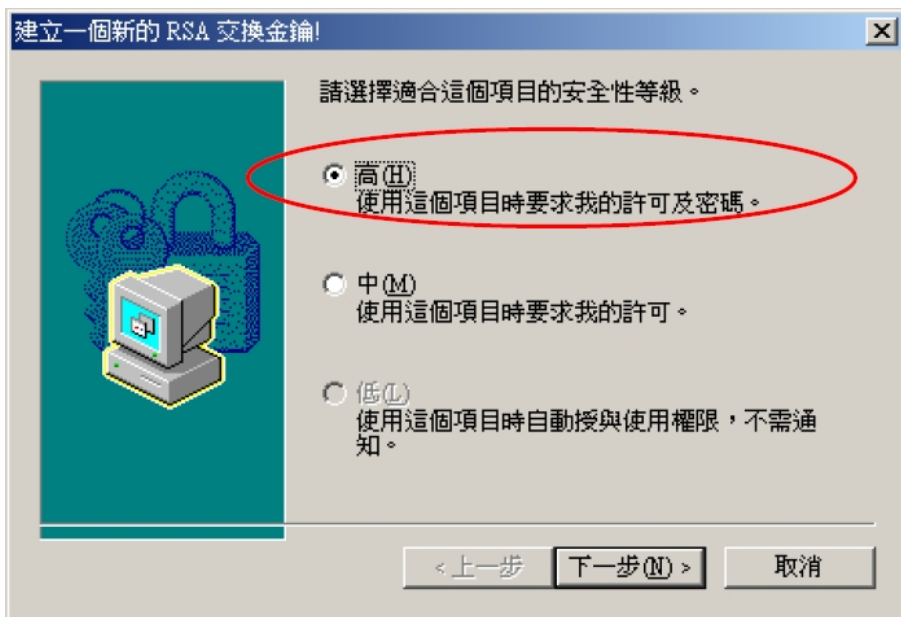 建立一個新的 RSA 交換金鑰!
請選擇適合這個項目的安全性等級。
高(H)
使用這個項目時要求我的許可及密碼。
中(M)
使用這個項目時要求我的許可。
低(L)
使用這個項目時自動授與使用權限，不需通
知。
<上一步
下一步(N) >
取消